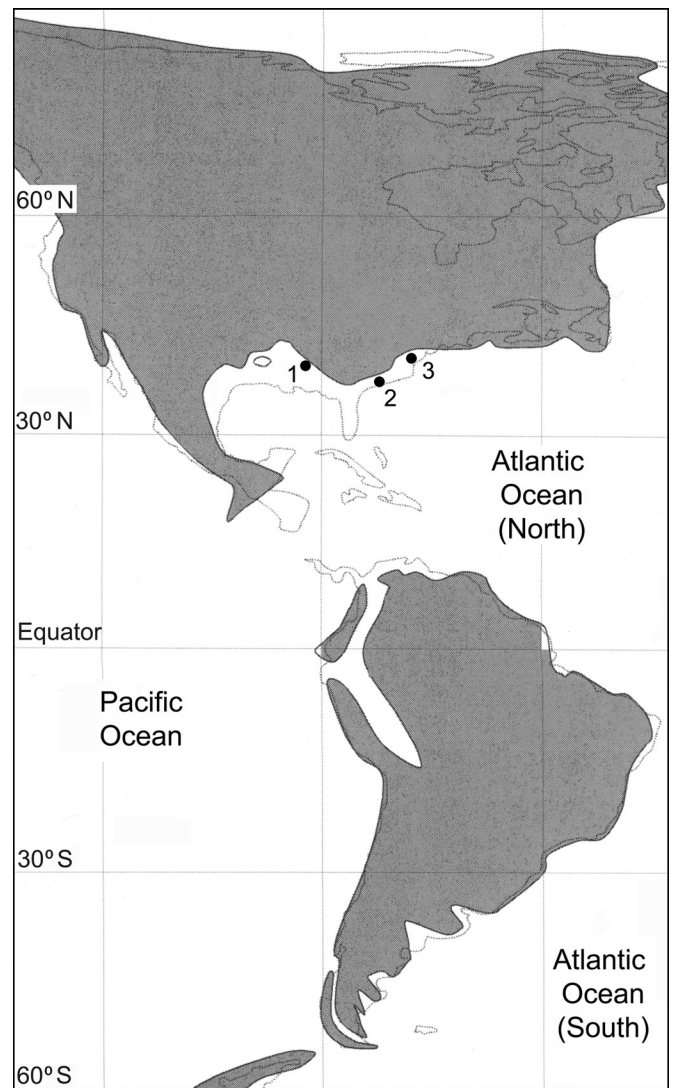 60º N
1
3
2
30º N
Atlantic
Ocean
(North)
Equator
Pacific
Ocean
30º S
Atlantic
Ocean
(South)
60º S